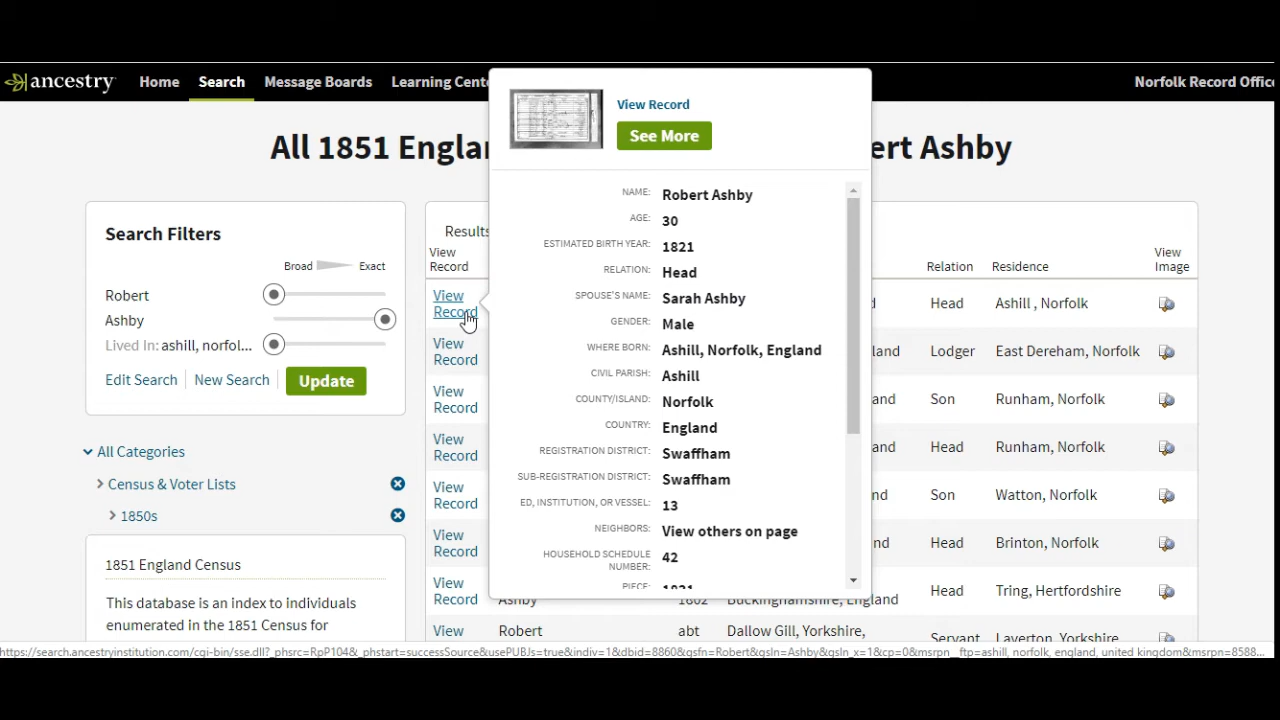 ancestry Home Search Message Boards Learning Norfolk Record
View Record
See More
All 1851 Ashby
NAME: Robert Ashby
AGE: 30
ESTIMATED BIRTH YEAR: 1821
RELATION: Head
SPOUSE'S NAME: Sarah Ashby
GENDER: Male
WHERE BORN: Ashill, Norfolk, England
CIVIL PARISH: Ashill
COUNTY/ISLAND: Norfolk
COUNTRY: England
REGISTRATION DISTRICT: Swaffham
SUB-REGISTRATION DISTRICT: Swaffham
ED, INSTITUTION, OR VESSEL: 13
NEIGHBORS: View others on page
HOUSEHOLD SCHEDULE
NUMBER: 42
Search Filters
Broad Exact
Robert
Ashby
Lived In: ashill, norfol...
Edit Search New Search Update
All Categories
Census & Voter Lists
1850s
1851 England Census
This database is an index to individuals
enumerated in the 1851 Census for
Results
View
Record
Relation Residence View
Image
View
Record
Head Ashill , Norfolk
View
Record
Lodger East Dereham, Norfolk
View
Record
Son Runham, Norfolk
View
Record
Head Runham, Norfolk
View
Record
Son Watton, Norfolk
View
Record
Head Brinton, Norfolk
View
Record
Ashby 1802 Buckinghamshire, England
Head Tring, Hertfordshire
View Robert abt Dallow Gill, Yorkshire,
Servant Laverton, Yorkshire